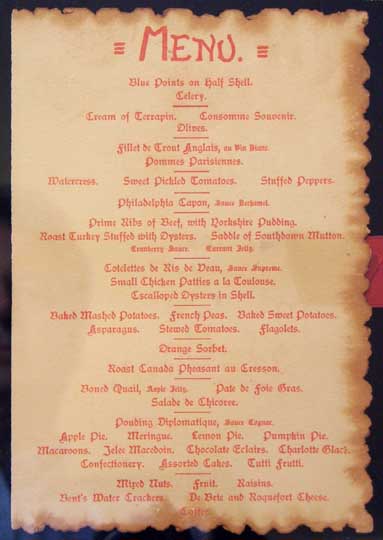 MENU.
Blue Points on Half Shell.
Celery.
Cream of Terrapin. Consomme Souvenir.
Olives.
Fillet de Trout Anglais, au Vin Blanc.
Pommes Parisiennes.
Watercress. Sweet Pickled Tomatoes. Stuffed Peppers.
Philadelphia Capon, Sauce Bechamel.
Prime Ribs of Beef, with Yorkshire Pudding.
Roast Turkey Stuffed with Oysters. Saddle of Southdown Mutton.
Cranberry Sauce. Currant Jelly.
Cotelettes de Ris de Veau, Sauce Supreme.
Small Chicken Patties a la Toulouse.
Escalloped Oysters in Shell.
Baked Mashed Potatoes. French Peas. Baked Sweet Potatoes.
Asparagus. Stewed Tomatoes. Flagolets.
Orange Sorbet.
Roast Canada Pheasant au Cresson.
Boned Quail, Aspic Jelly. Pate de Foie Gras.
Salade de Chicoree.
Pouding Diplomatique, Sauce Cognac.
Apple Pie. Meringue. Lemon Pie. Pumpkin Pie.
Macaroons. Jelee Macedoin. Chocolate Eclairs. Charlotte Glace.
Confectionery. Assorted Cakes. Tutti Frutti.
Mixed Nuts. Fruit. Raisins.
Bent's Water Crackers. De Brie and Roquefort Cheese.
Coffee.